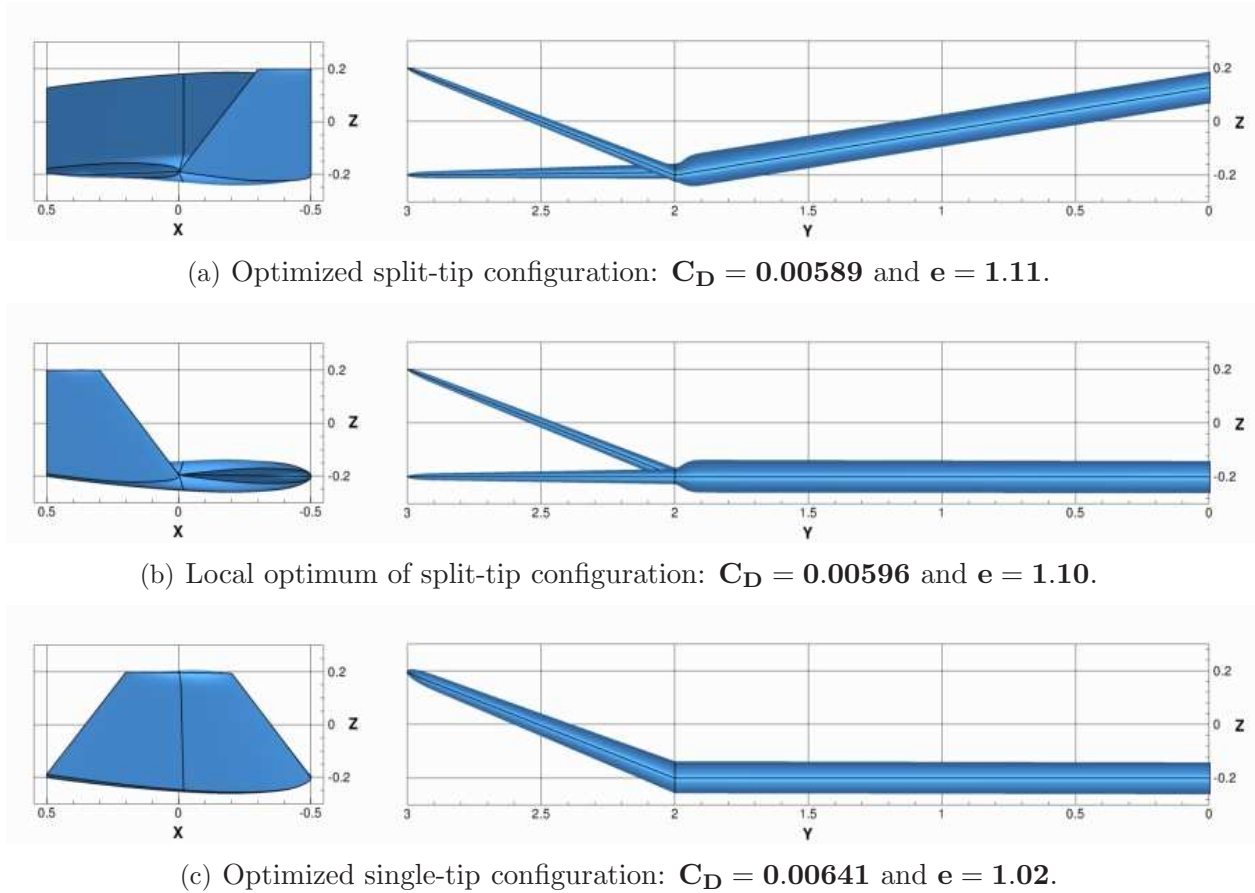 0.2
0 Z
-0.2
0.5 0 -0.5
X
0.2
0 Z
-0.2
3 2.5 2 1.5 1 0.5 0
Y
(a) Optimized split-tip configuration: C_D = 0.00589 and e = 1.11.
0.2
0 Z
-0.2
0.5 0 -0.5
X
0.2
0 Z
-0.2
3 2.5 2 1.5 1 0.5 0
Y
(b) Local optimum of split-tip configuration: C_D = 0.00596 and e = 1.10.
0.2
0 Z
-0.2
0.5 0 -0.5
X
0.2
0 Z
-0.2
3 2.5 2 1.5 1 0.5 0
Y
(c) Optimized single-tip configuration: C_D = 0.00641 and e = 1.02.